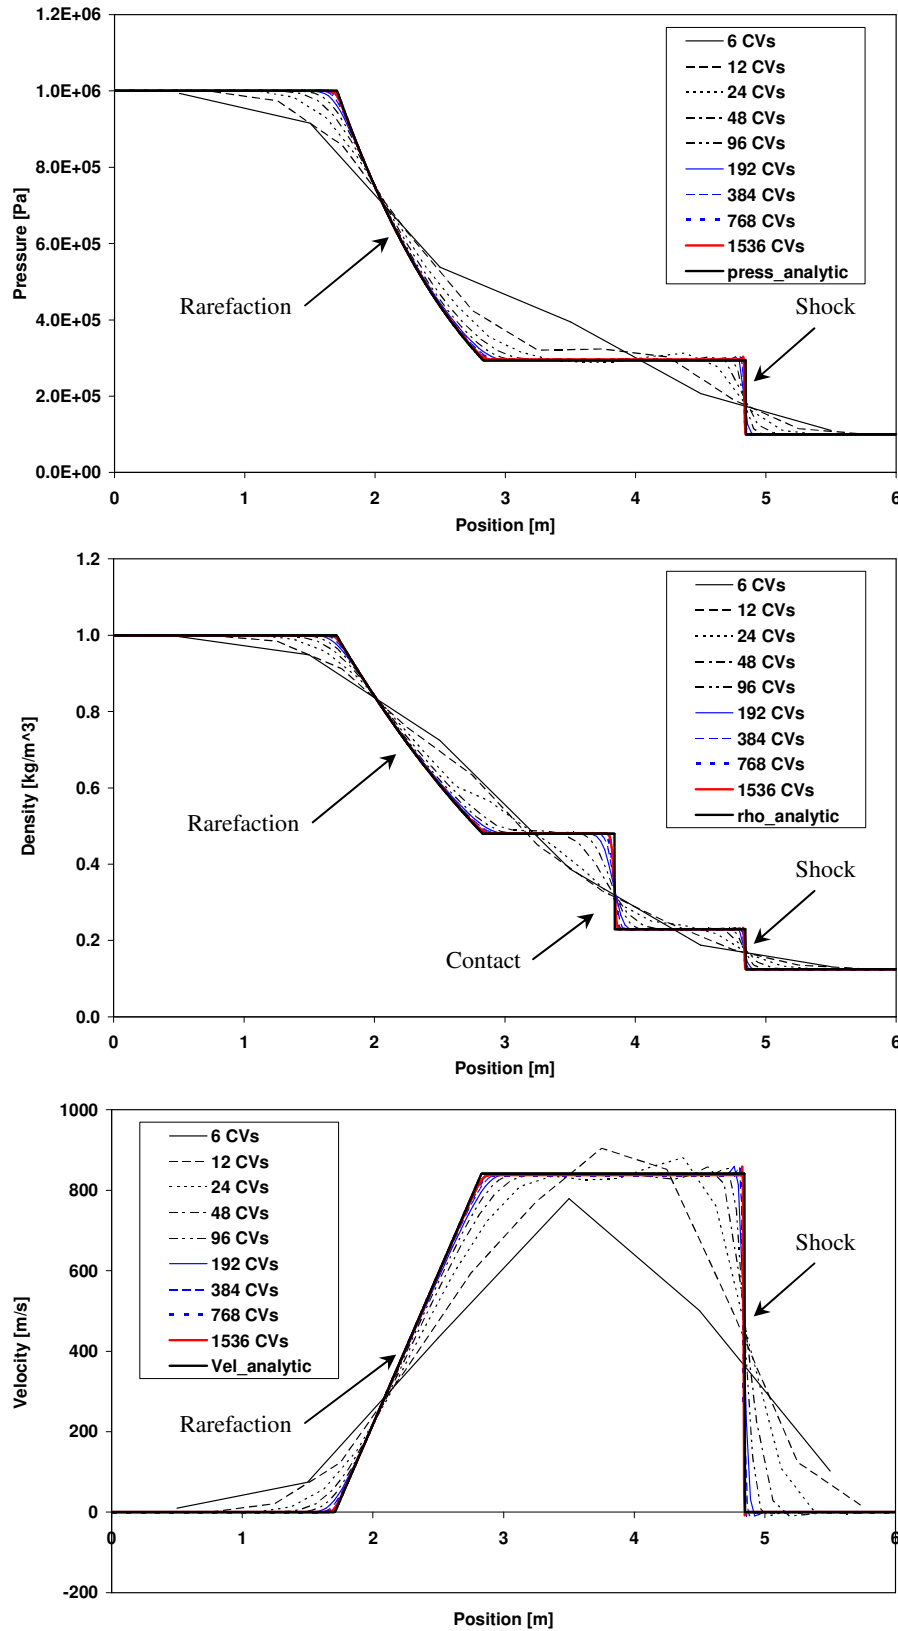 1.2E+06
1.0E+06
8.0E+05
6.0E+05
4.0E+05
2.0E+05
0.0E+00
Pressure [Pa]
6 CVs
12 CVs
24 CVs
48 CVs
96 CVs
192 CVs
384 CVs
768 CVs
1536 CVs
press_analytic
Rarefaction
Shock
0 1 2 3 4 5 6
Position [m]
1.2
1.0
0.8
0.6
0.4
0.2
0.0
Density [kg/m^3]
6 CVs
12 CVs
24 CVs
48 CVs
96 CVs
192 CVs
384 CVs
768 CVs
1536 CVs
rho_analytic
Rarefaction
Shock
Contact
0 1 2 3 4 5 6
Position [m]
1000
800
600
400
200
0
-200
Velocity [m/s]
6 CVs
12 CVs
24 CVs
48 CVs
96 CVs
192 CVs
384 CVs
768 CVs
1536 CVs
Vel_analytic
Shock
Rarefaction
0 1 2 3 4 5 6
Position [m]